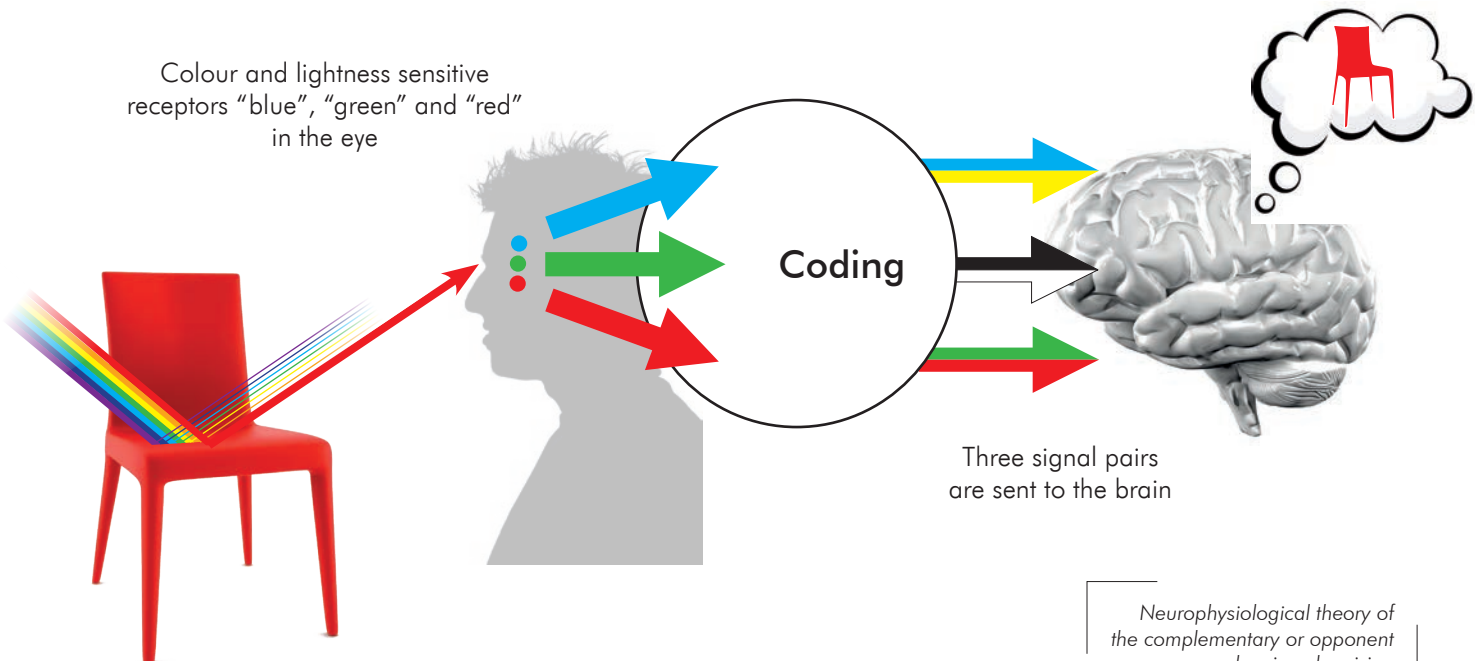 Colour and lightness sensitive
receptors “blue”, “green” and “red”
in the eye
Coding
Three signal pairs
are sent to the brain
Neurophysiological theory of
the complementary or opponent